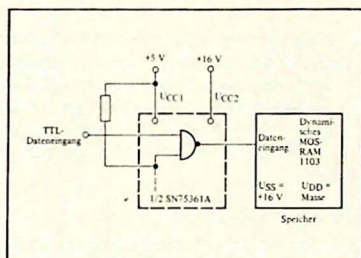 +5 V
+16 V
UCC1
UCC2
TTL-
Dateneingang
Daten-
eingang
Dynami-
sches
MOS-
RAM
1103
1/2 SN75361A
USS =
+16 V
UDD =
Masse
Speicher